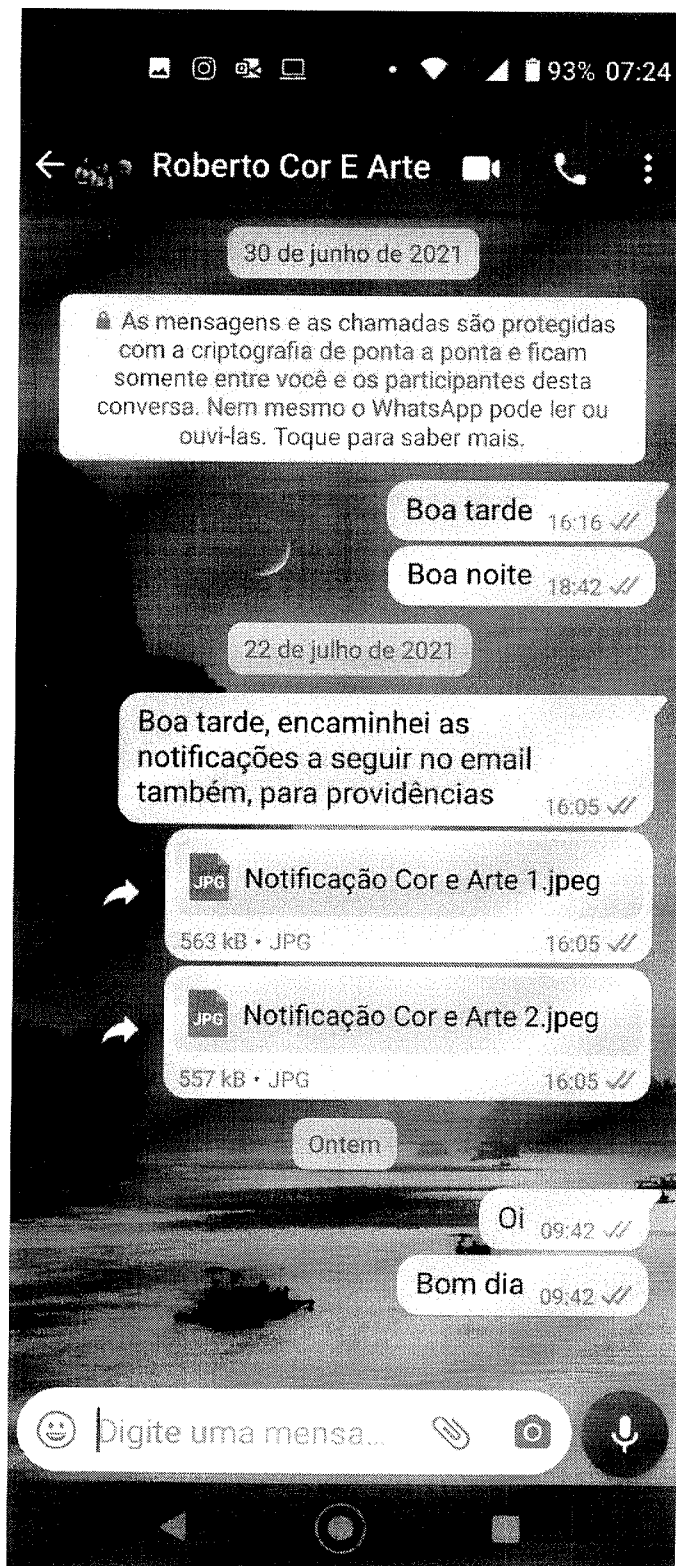 93% 07:24
Roberto Cor E Arte
30 de junho de 2021
As mensagens e as chamadas são protegidas
com a criptografia de ponta a ponta e ficam
somente entre você e os participantes desta
conversa. Nem mesmo o WhatsApp pode ler ou
ouvi-las. Toque para saber mais.
Boa tarde 16:16
Boa noite 18:42
22 de julho de 2021
Boa tarde, encaminhei as
notificações a seguir no email
também, para providências 16:05
JPG Notificação Cor e Arte 1.jpeg
563 kB • JPG 16:05
JPG Notificação Cor e Arte 2.jpeg
557 kB • JPG 16:05
Ontem
Oi 09:42
Bom dia 09:42
Digite uma mensa...